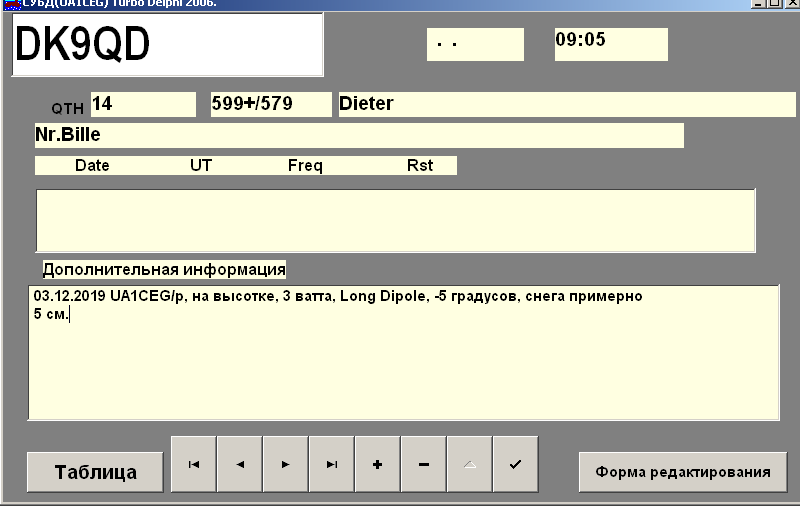 СУБД(UA1CEG) Turbo Delphi 2006.
DK9QD
. . 09:05
QTH 14 599+/579 Dieter
Nr.Bille
Date UT Freq Rst
Дополнительная информация
03.12.2019 UA1CEG/p, на высотке, 3 ватта, Long Dipole, -5 градусов, снега примерно
5 см.
Таблица Форма редактирования